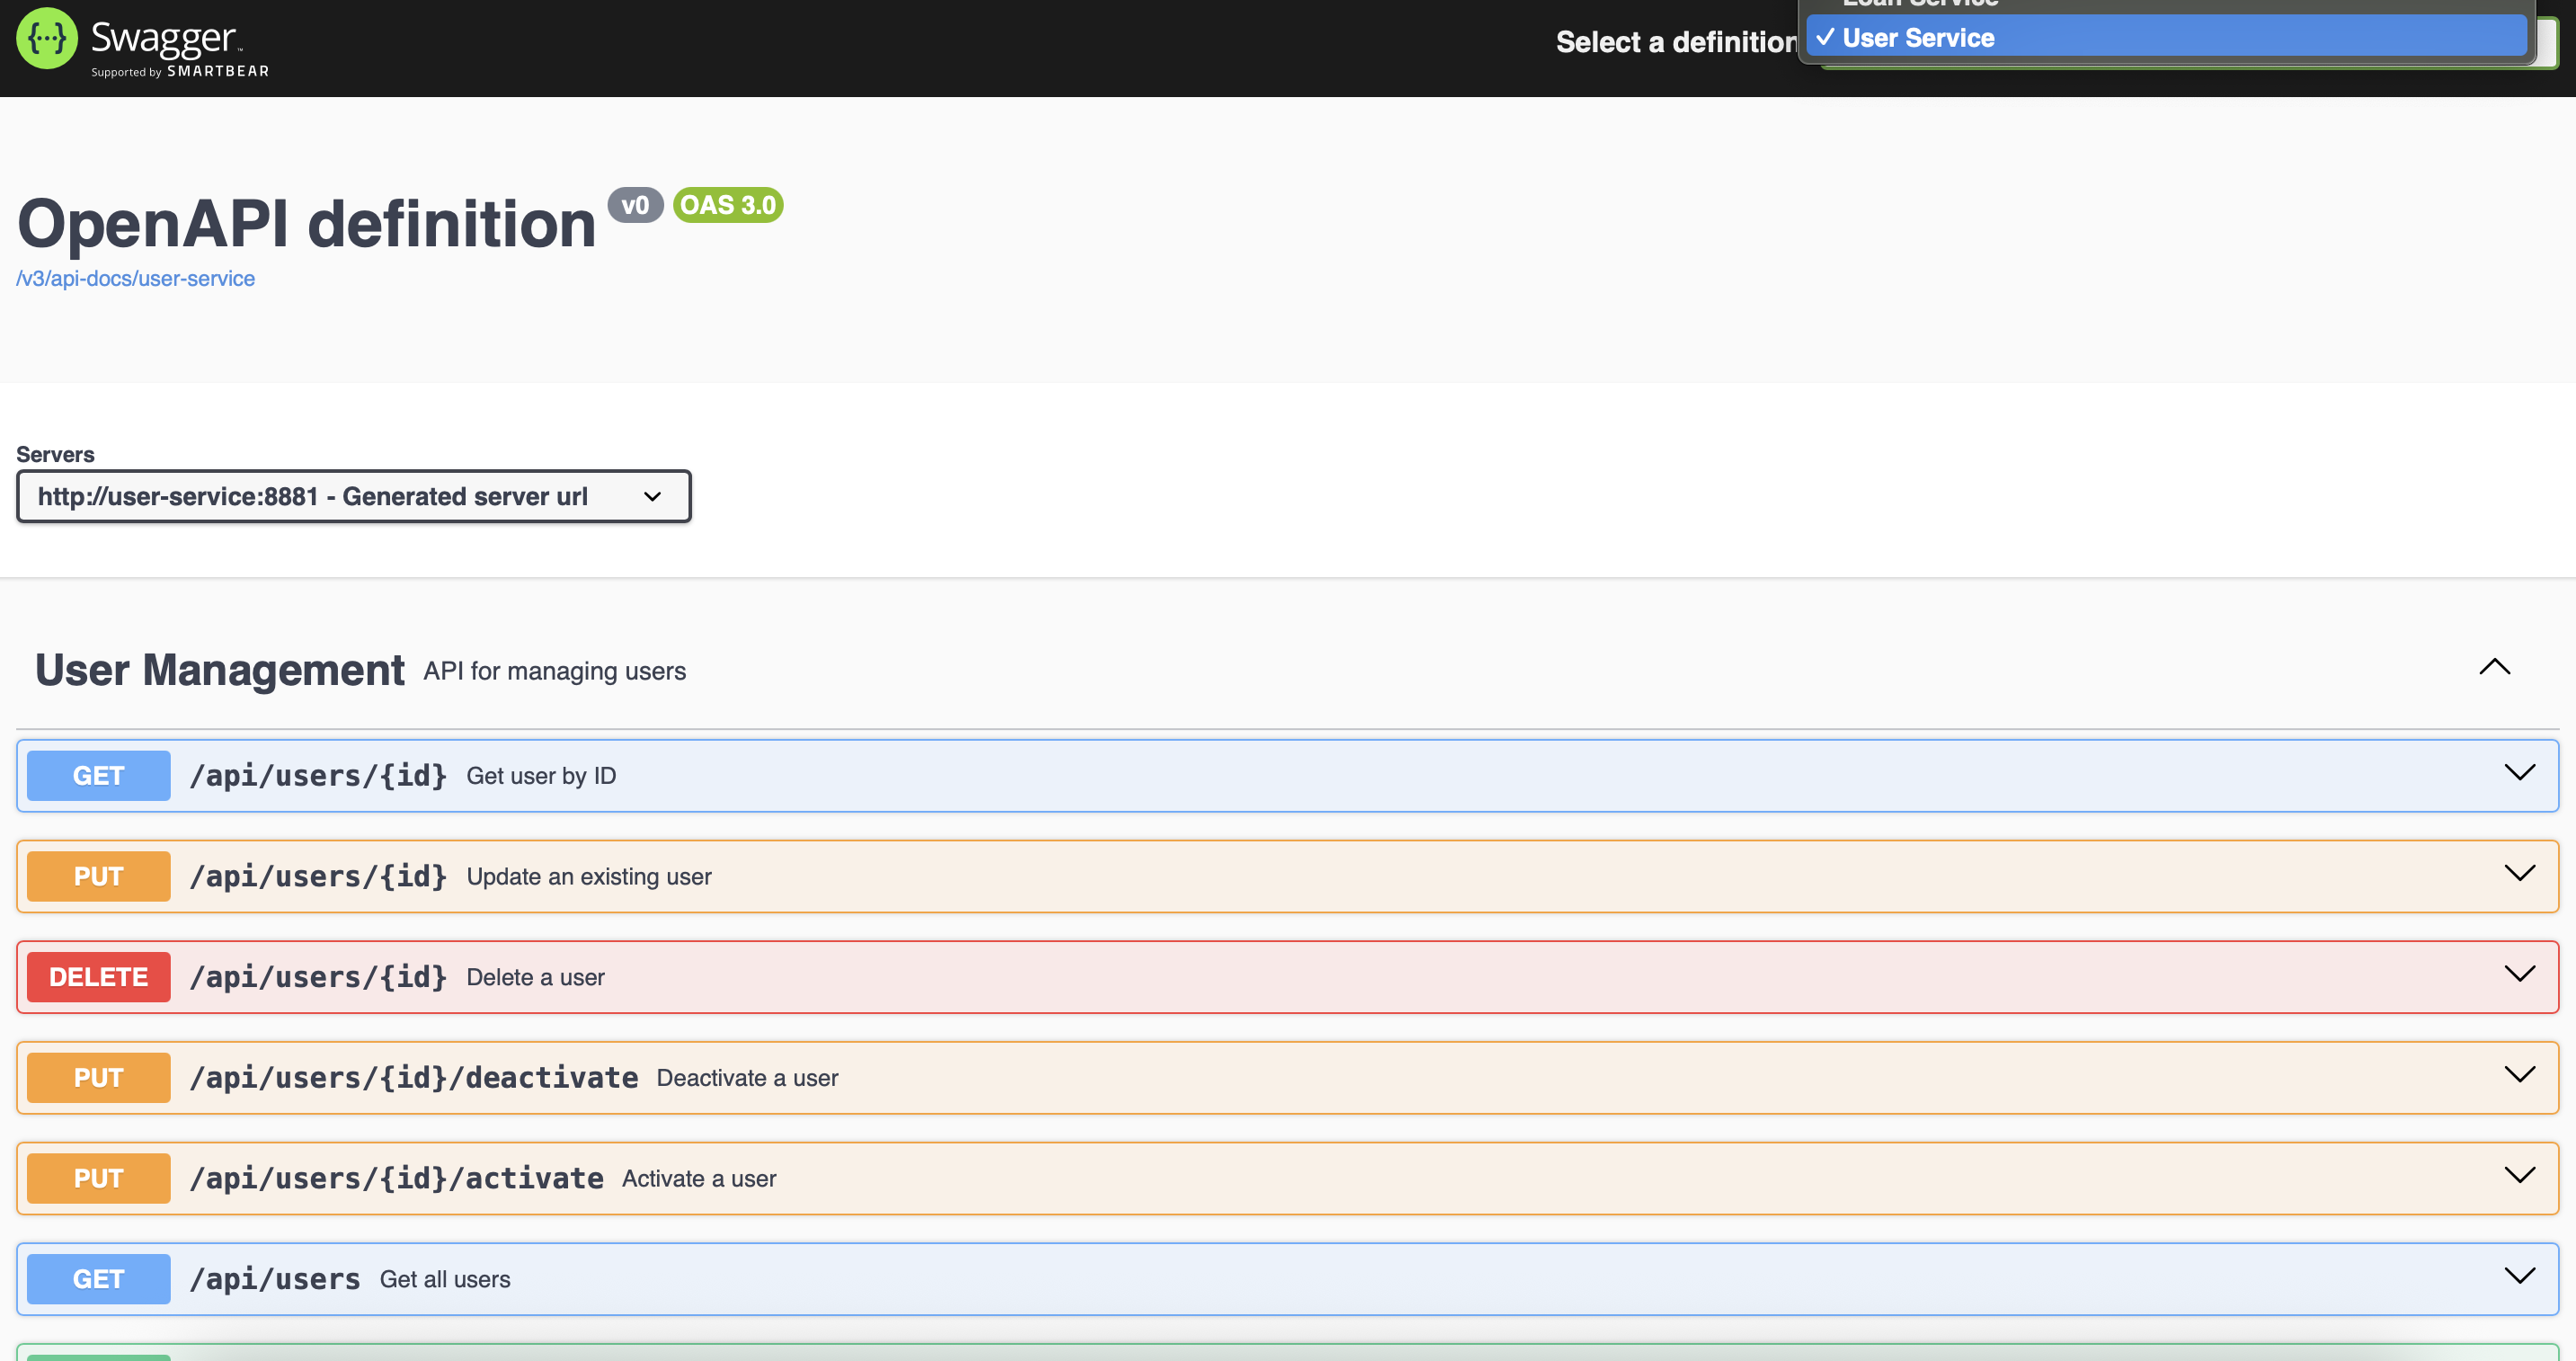 Loan Service
Swagger™
Supported by SMARTBEAR
Select a definition
✓ User Service
OpenAPI definition v0 OAS 3.0
/v3/api-docs/user-service
Servers
http://user-service:8881 - Generated server url
User Management API for managing users
GET /api/users/{id} Get user by ID
PUT /api/users/{id} Update an existing user
DELETE /api/users/{id} Delete a user
PUT /api/users/{id}/deactivate Deactivate a user
PUT /api/users/{id}/activate Activate a user
GET /api/users Get all users